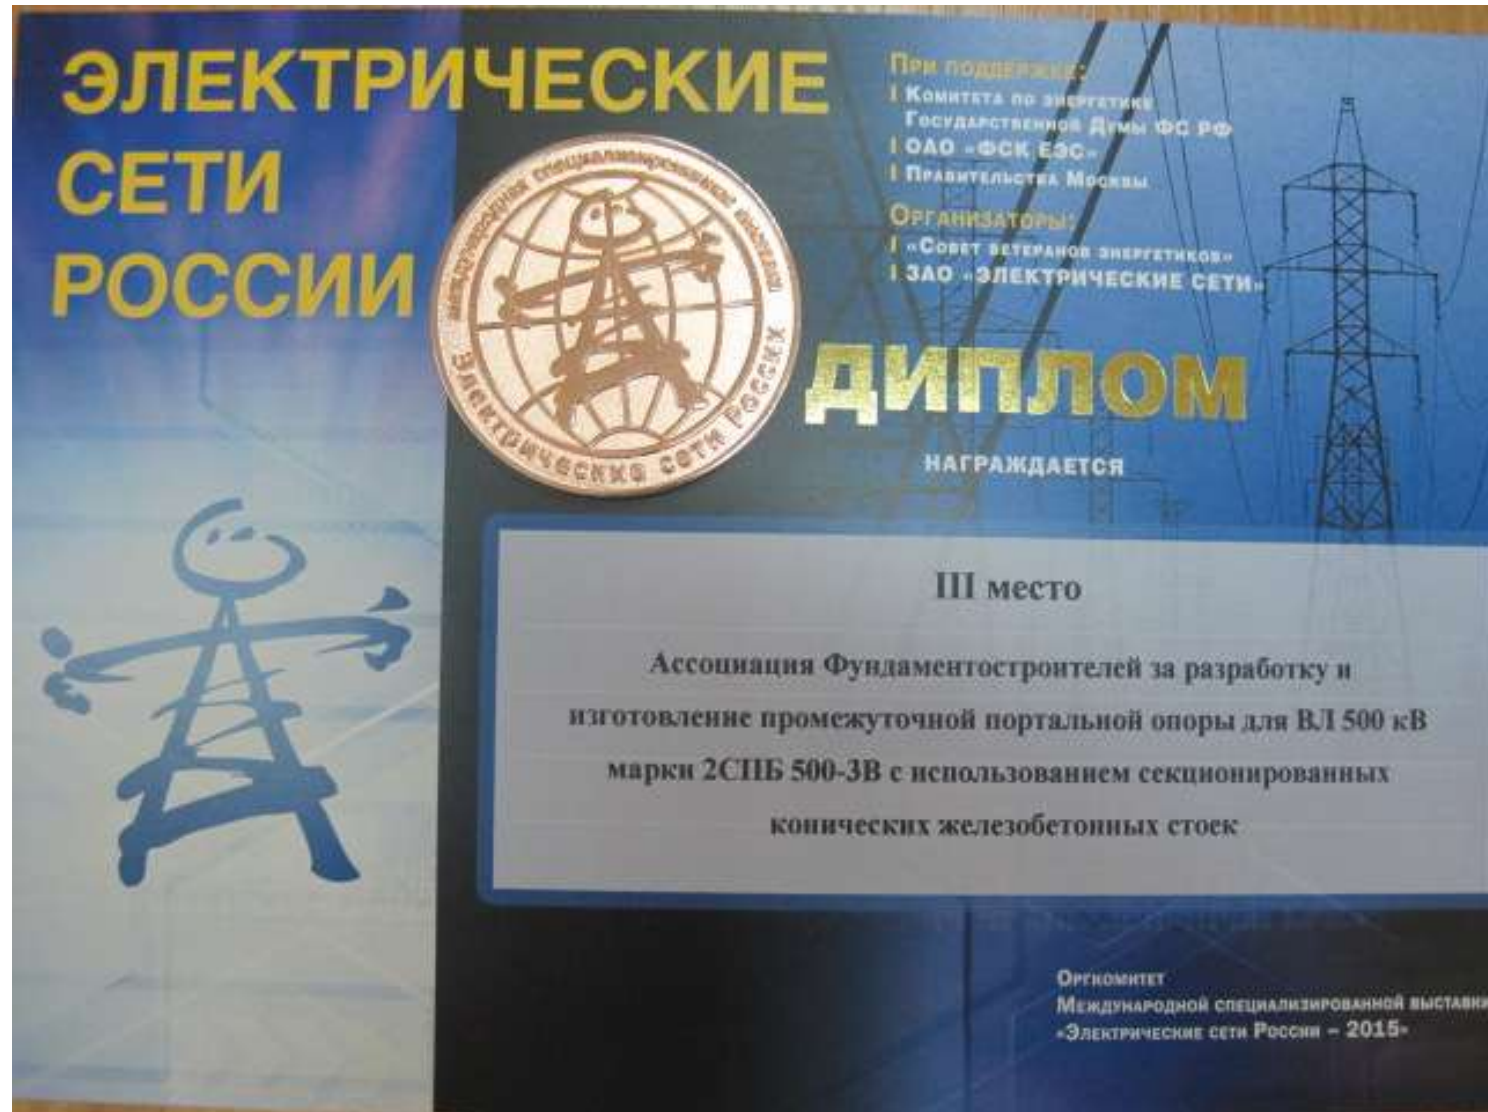 ЭЛЕКТРИЧЕСКИЕ
СЕТИ
РОССИИ
При поддержке:
Комитета по энергетике
Государственной Думы ФС РФ
ОАО «ФСК ЕЭС»
Правительства Москвы
Организаторы:
«Совет ветеранов энергетиков»
ЗАО «ЭЛЕКТРИЧЕСКИЕ СЕТИ»
международная специализированная выставка
Электрические сети России
ДИПЛОМ
НАГРАЖДАЕТСЯ
III место
Ассоциация Фундаментостроителей за разработку и
изготовление промежуточной портальной опоры для ВЛ 500 кВ
марки 2СПБ 500-3В с использованием секционированных
конических железобетонных стоек
Оргкомитет
Международной специализированной выставки
«Электрические сети России – 2015»